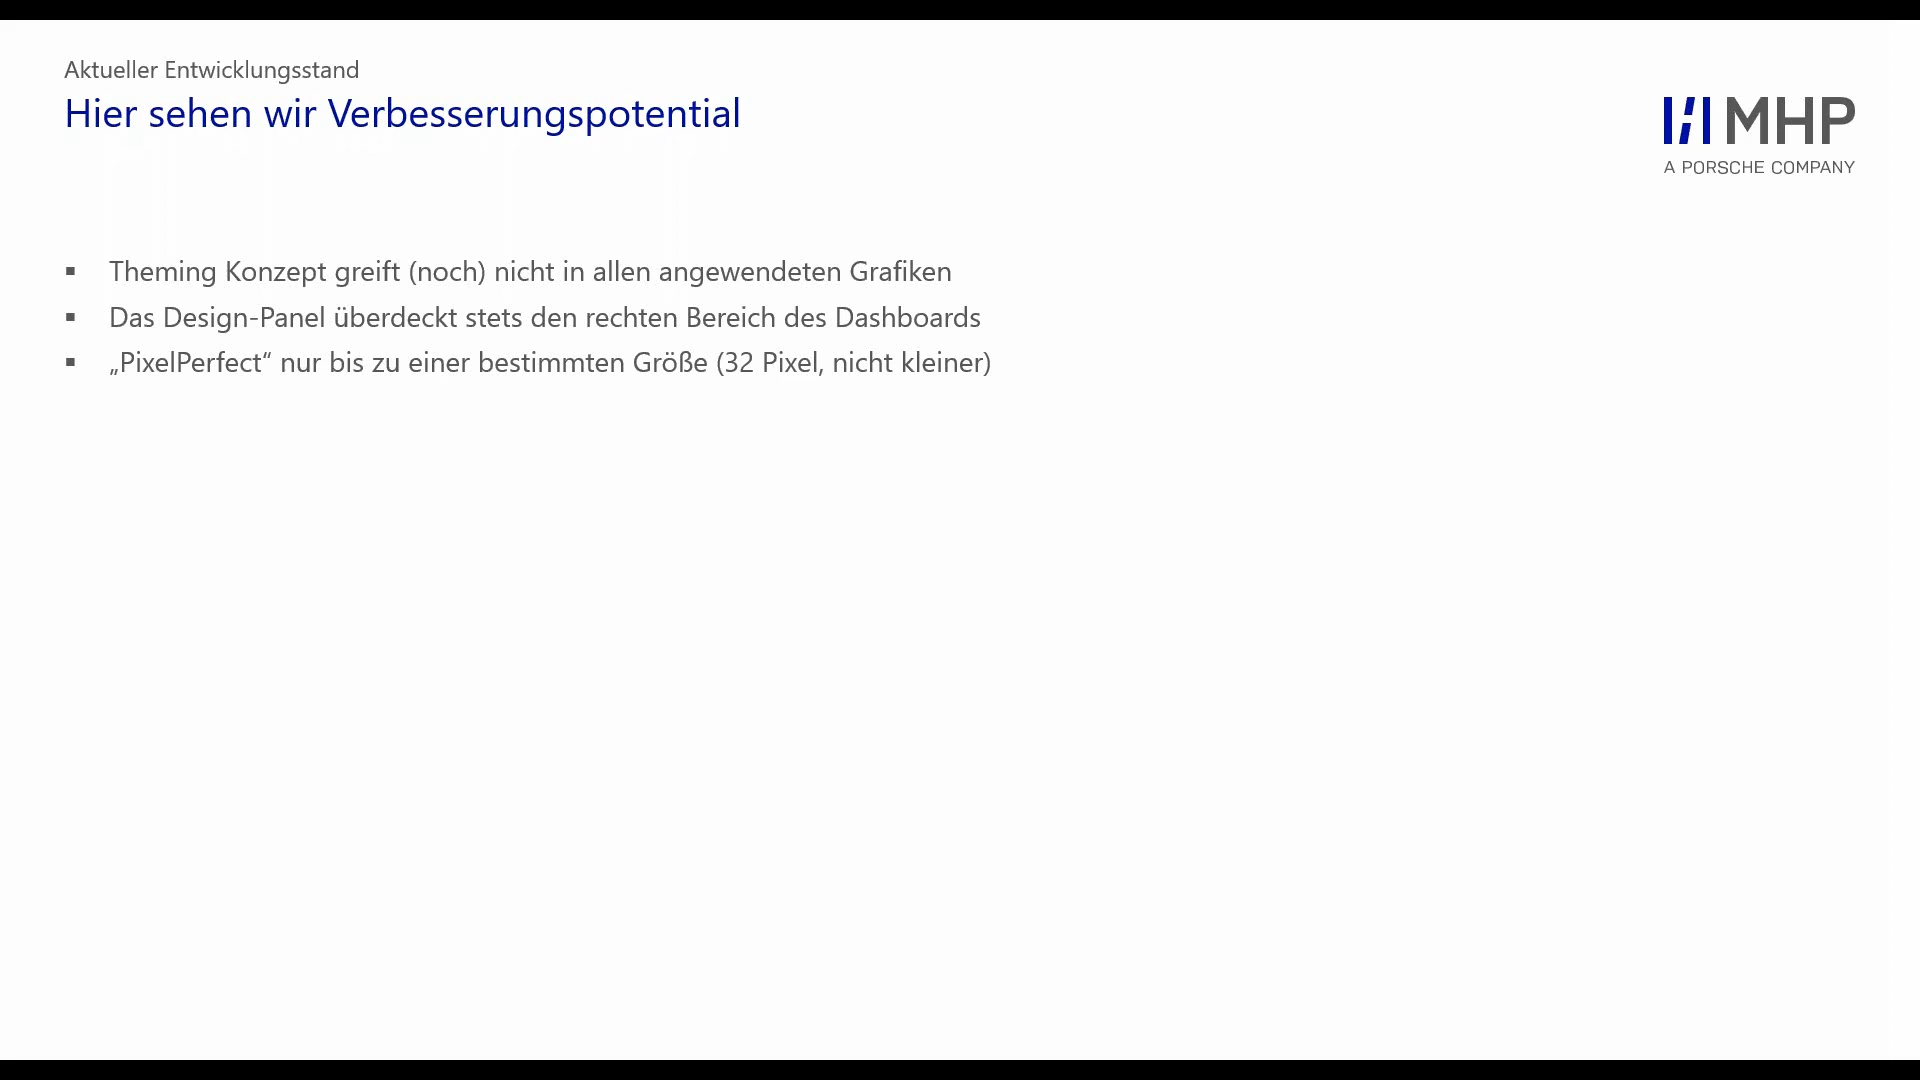 Aktueller Entwicklungsstand
Hier sehen wir Verbesserungspotential
MHP
A PORSCHE COMPANY
▪ Theming Konzept greift (noch) nicht in allen angewendeten Grafiken
▪ Das Design-Panel überdeckt stets den rechten Bereich des Dashboards
▪ „PixelPerfect“ nur bis zu einer bestimmten Größe (32 Pixel, nicht kleiner)